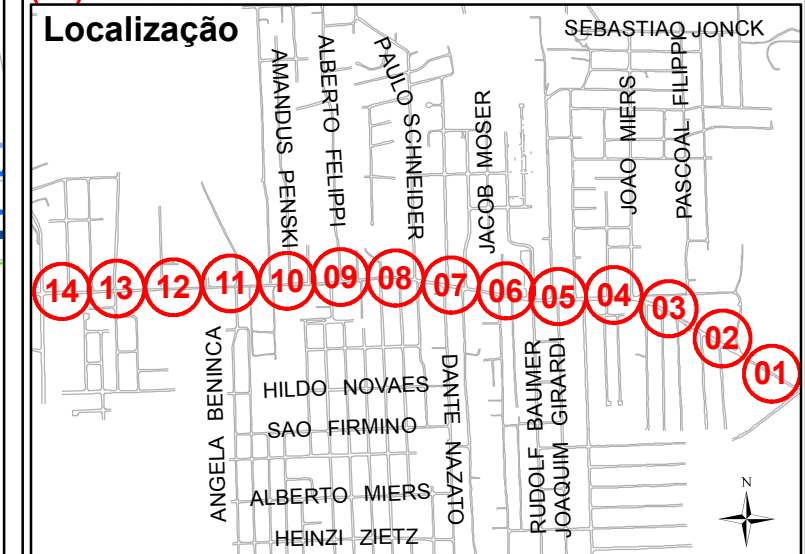 Localização
SEBASTIAO JONCK
AMANDUS PENSKI
ALBERTO FELIPPI
PAULO SCHNEIDER
JACOB MOSER
JOAO MIERS
PASCOAL FILIPPI
14 13 12 11 10 09 08 07 06 05 04 03 02 01
ANGELA BENINCA
HILDO NOVAES
SAO FIRMINO
ALBERTO MIERS
HEINZI ZIETZ
DANTE NAZATO
RUDOLF BAUMER
JOAQUIM GIRARDI
N